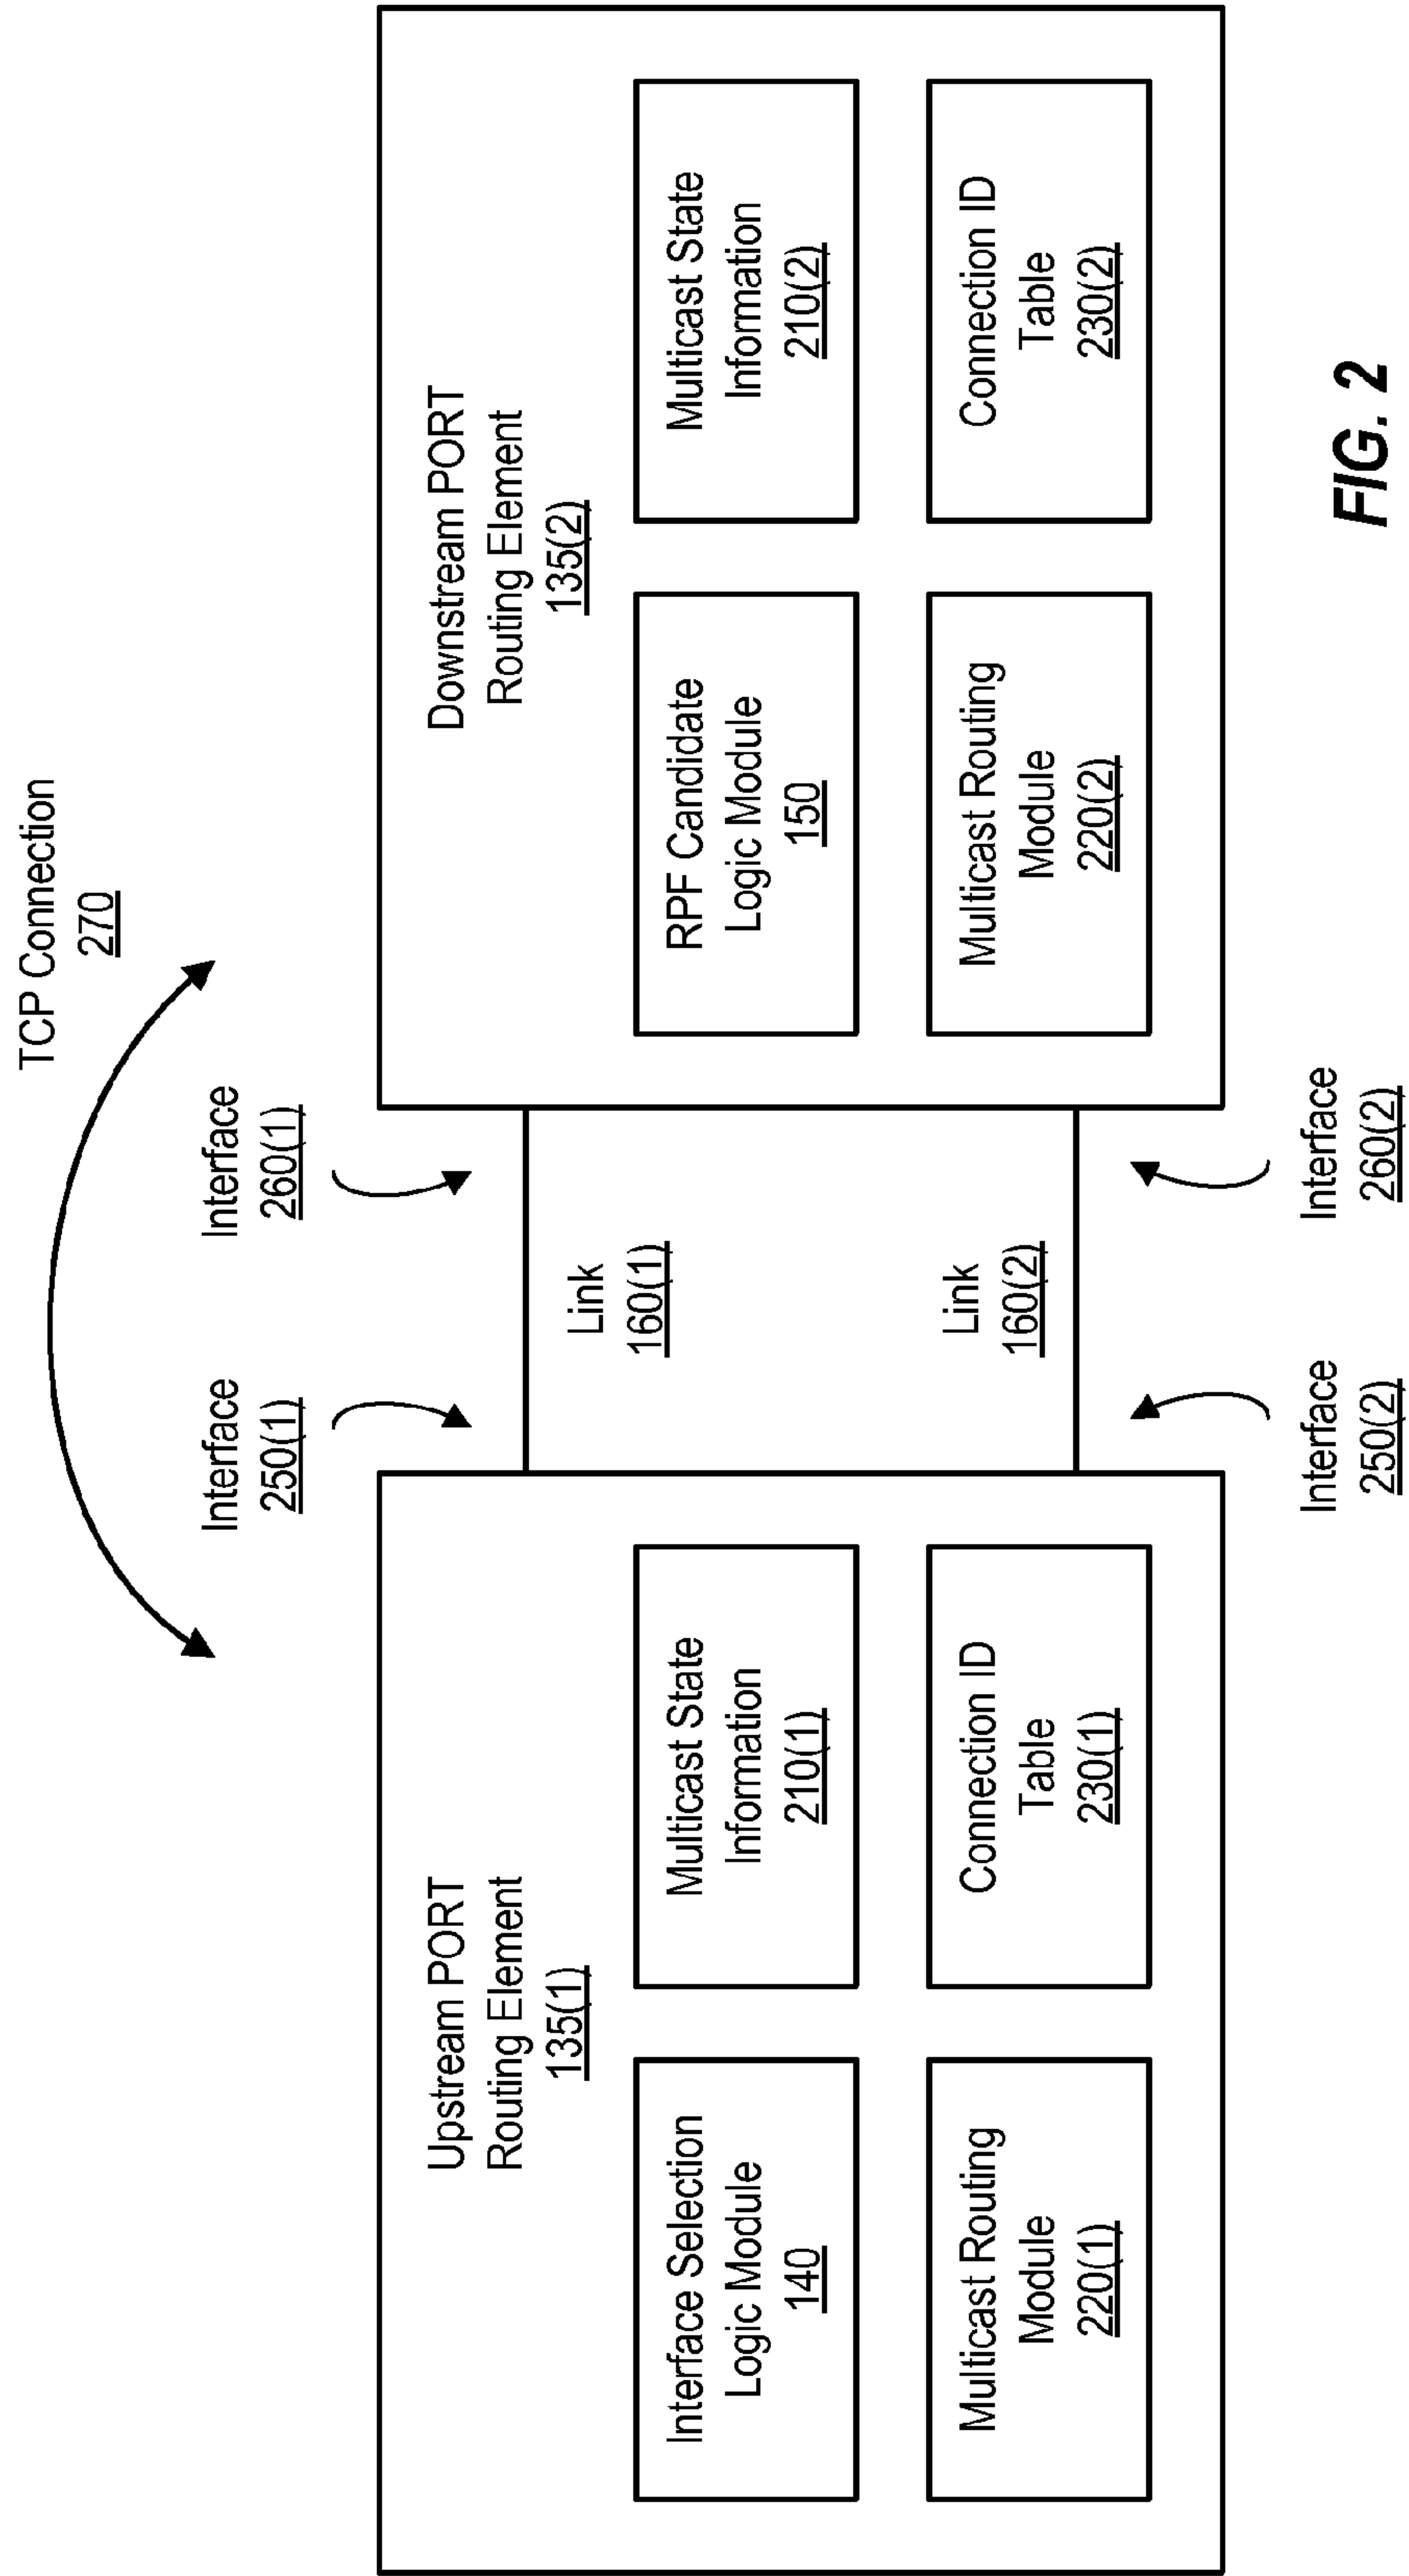 TCP Connection
270
Interface
250(1)
Interface
260(1)
Upstream PORT
Routing Element
135(1)
Interface Selection
Logic Module
140
Multicast State
Information
210(1)
Multicast Routing
Module
220(1)
Connection ID
Table
230(1)
Link
160(1)
Link
160(2)
Downstream PORT
Routing Element
135(2)
RPF Candidate
Logic Module
150
Multicast State
Information
210(2)
Multicast Routing
Module
220(2)
Connection ID
Table
230(2)
Interface
250(2)
Interface
260(2)
FIG. 2